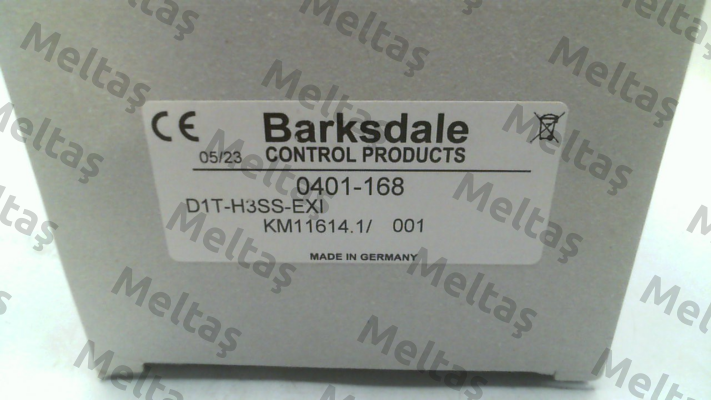 CE Barksdale
05/23 CONTROL PRODUCTS
0401-168
D1T-H3SS-EXI
KM11614.1/ 001
MADE IN GERMANY
Meltaş